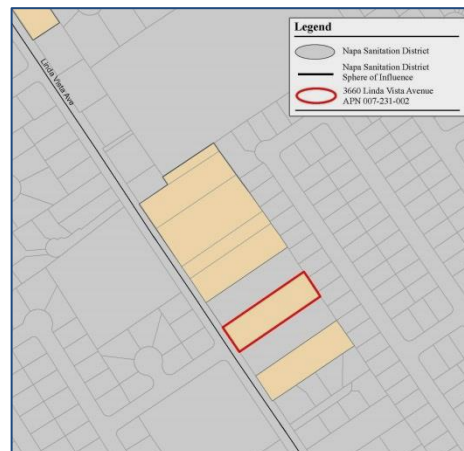 Legend
Napa Sanitation District
Napa Sanitation District
Sphere of Influence
3660 Linda Vista Avenue
APN 007-231-002
Linda Vista Ave